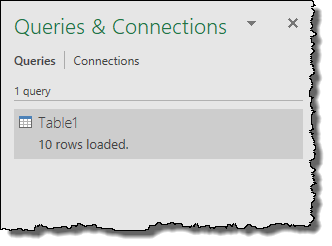 Queries & Connections
Queries Connections
1 query
Table1
10 rows loaded.